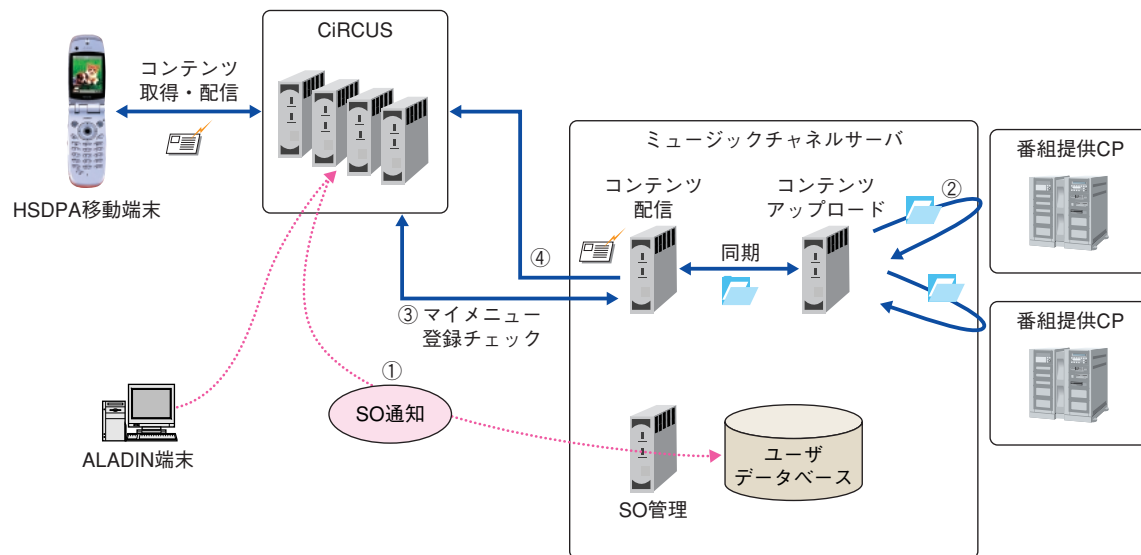 CiRCUS
コンテンツ
取得・配信
HSDPA移動端末
ミュージックチャネルサーバ
コンテンツ
配信
コンテンツ
アップロード
②
同期
④
③マイメニュー
登録チェック
番組提供CP
番組提供CP
①
SO通知
ALADIN端末
SO管理
ユーザ
データベース